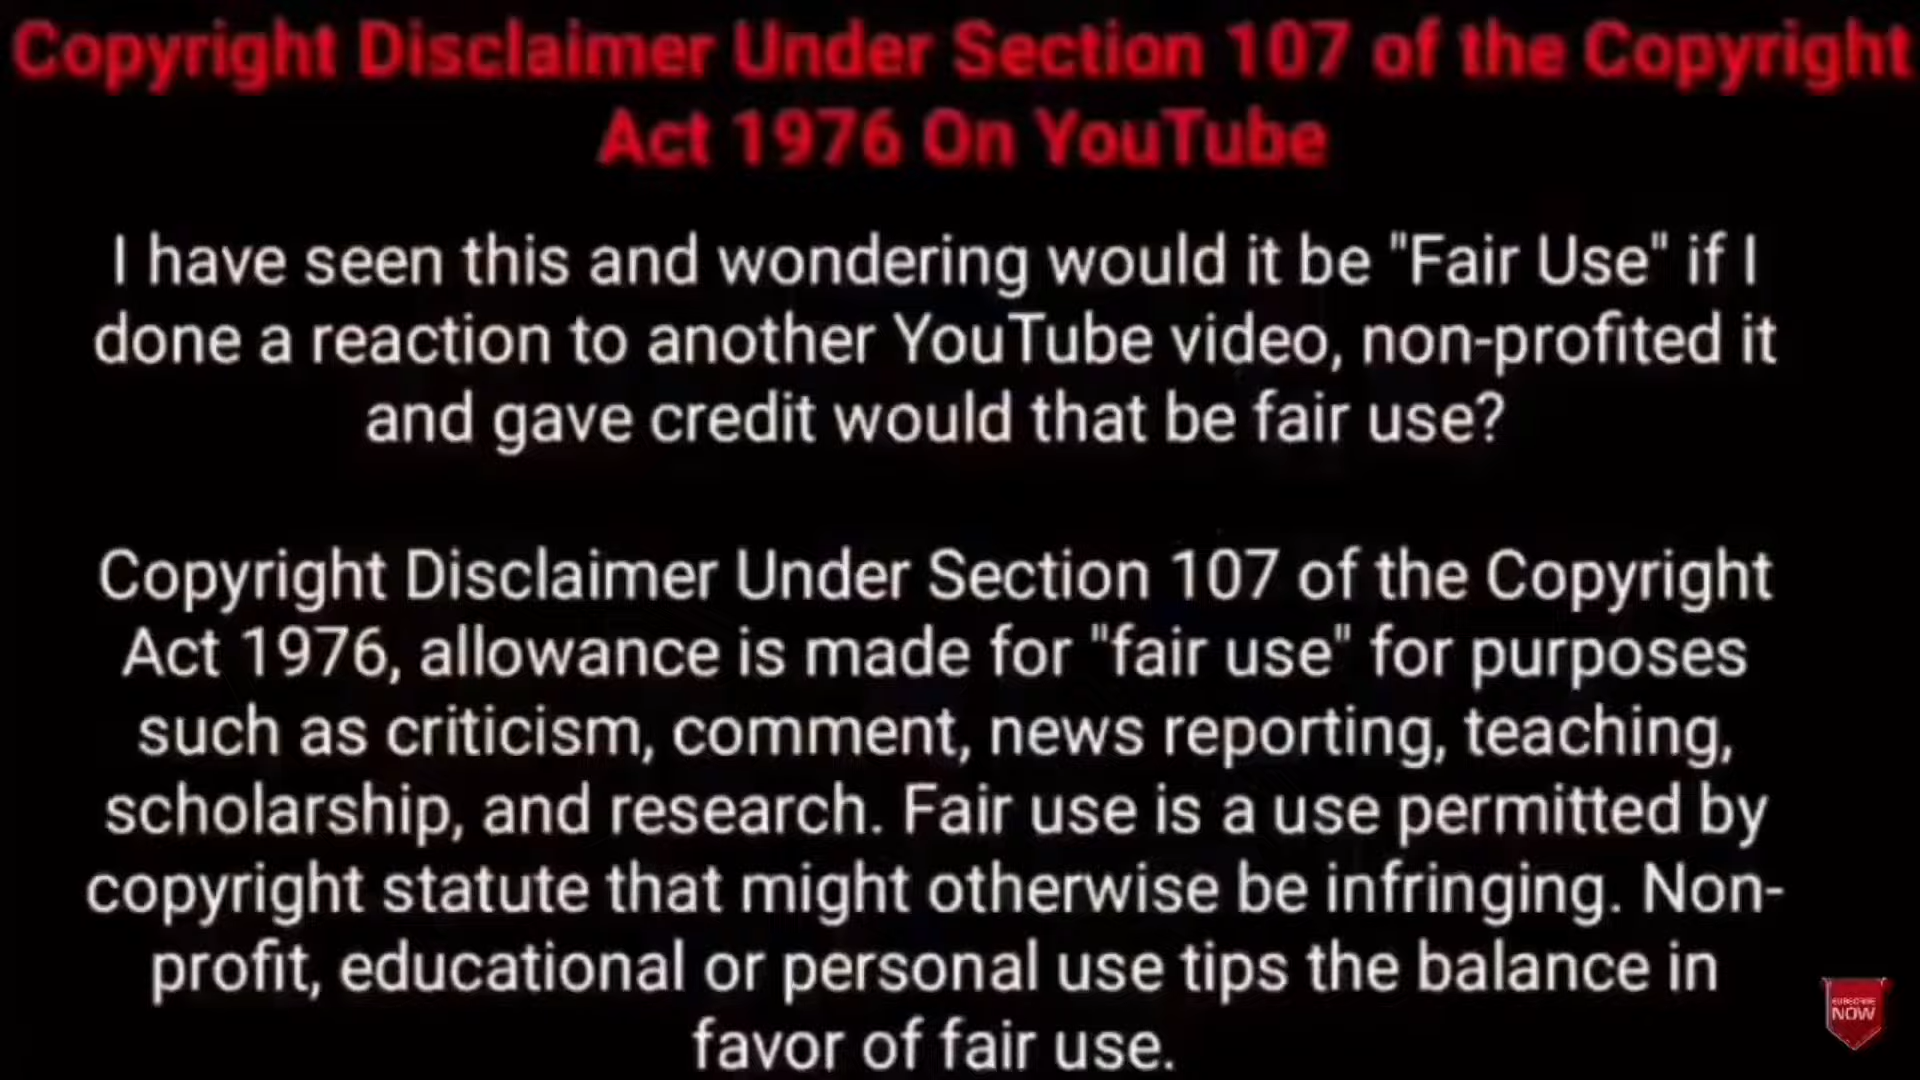 Copyright Disclaimer Under Section 107 of the Copyright
Act 1976 On YouTube
I have seen this and wondering would it be "Fair Use" if I
done a reaction to another YouTube video, non-profited it
and gave credit would that be fair use?
Copyright Disclaimer Under Section 107 of the Copyright
Act 1976, allowance is made for "fair use" for purposes
such as criticism, comment, news reporting, teaching,
scholarship, and research. Fair use is a use permitted by
copyright statute that might otherwise be infringing. Non-
profit, educational or personal use tips the balance in
favor of fair use.
SUBSCRIBE
NOW